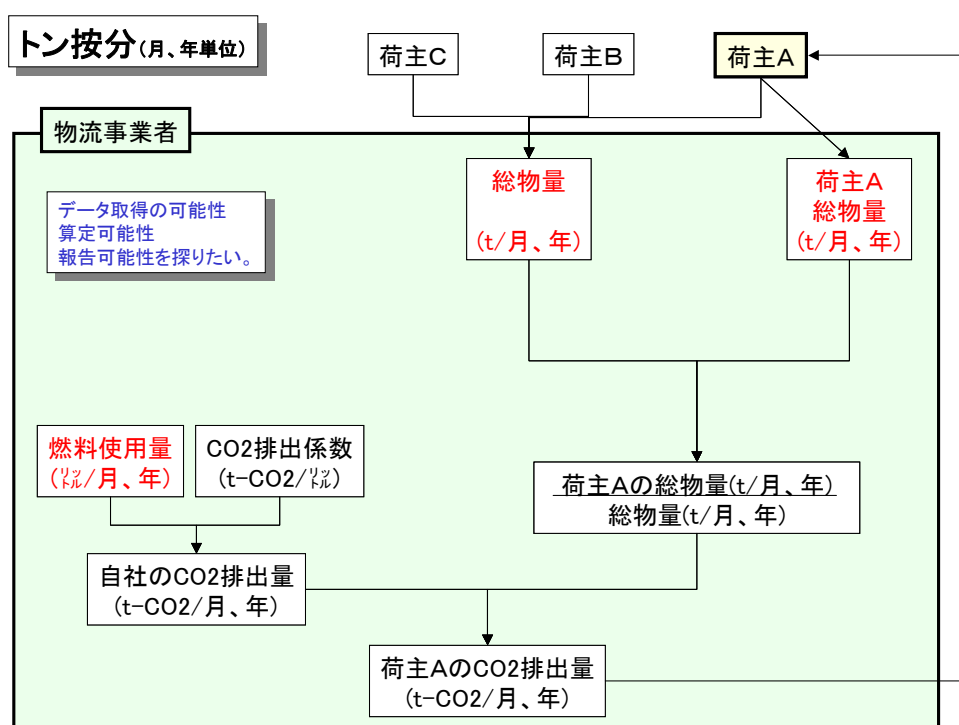 トン按分(月、年単位)
荷主C
荷主B
荷主A
物流事業者
データ取得の可能性
算定可能性
報告可能性を探りたい。
総物量
(t/月、年)
荷主A
総物量
(t/月、年)
燃料使用量
(㍑/月、年)
CO2排出係数
(t-CO2/㍑)
荷主Aの総物量(t/月、年)
総物量(t/月、年)
自社のCO2排出量
(t-CO2/月、年)
荷主AのCO2排出量
(t-CO2/月、年)